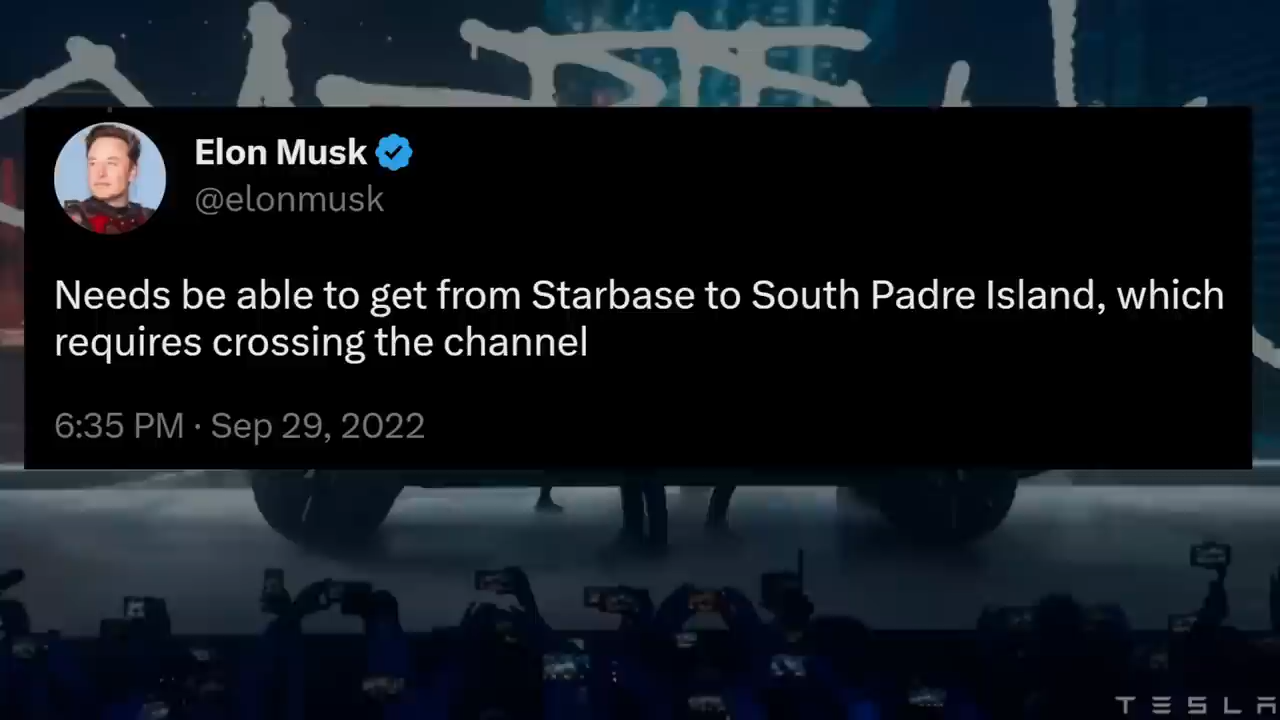 Elon Musk
@elonmusk
Needs be able to get from Starbase to South Padre Island, which
requires crossing the channel
6:35 PM · Sep 29, 2022
TESLA